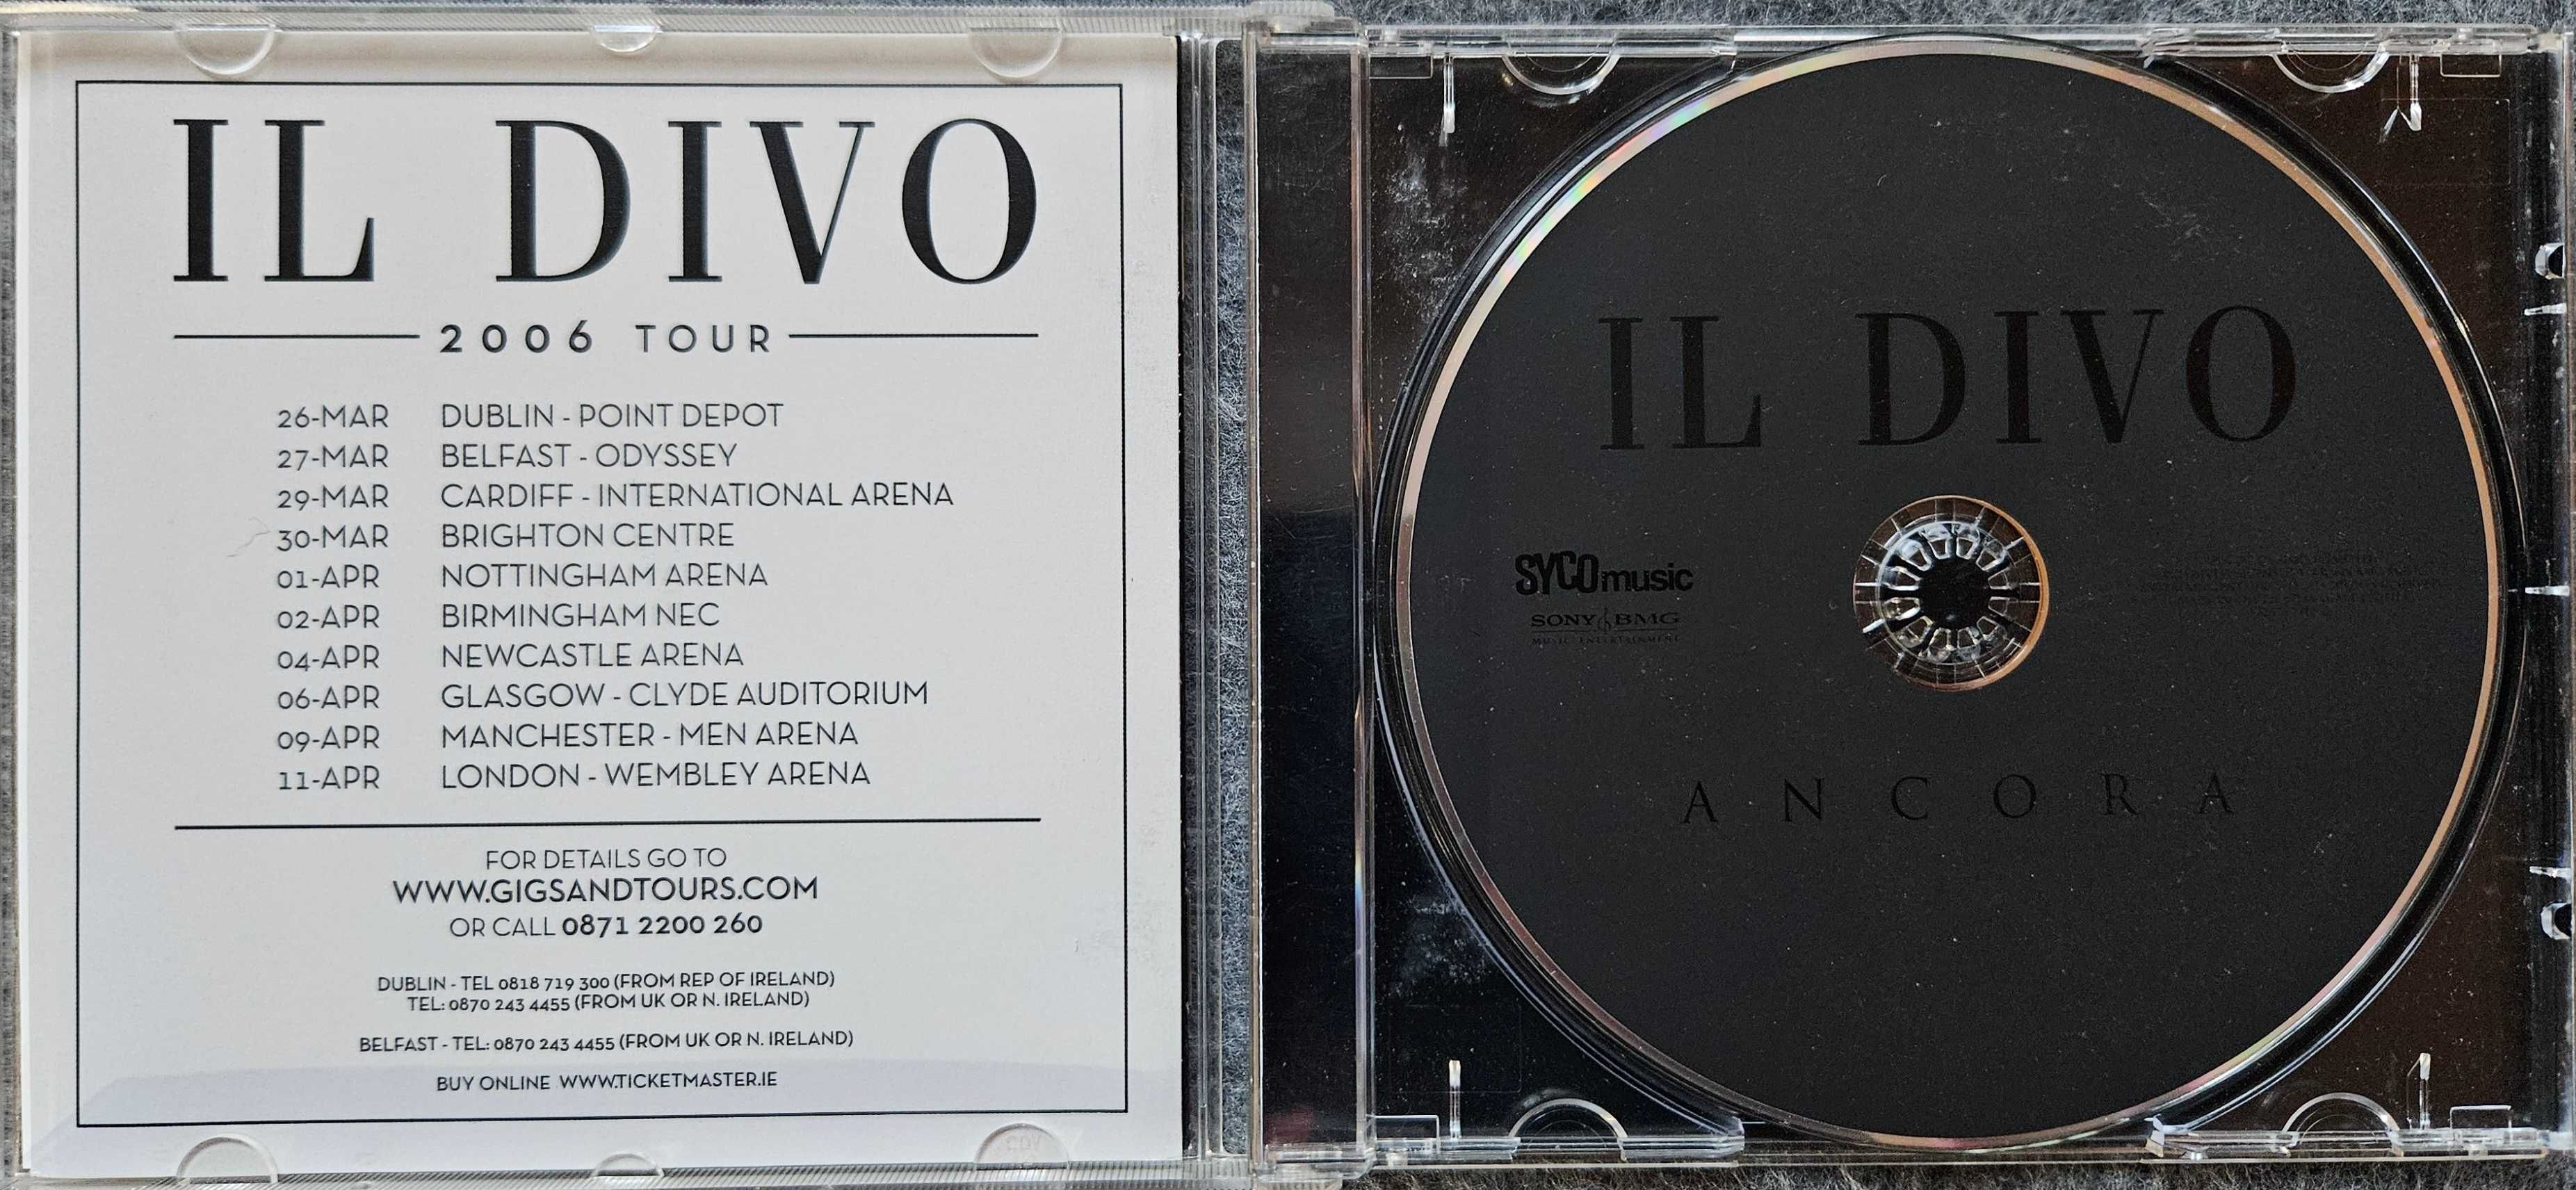 IL DIVO
2006 TOUR
26-MAR DUBLIN - POINT DEPOT
27-MAR BELFAST - ODYSSEY
29-MAR CARDIFF - INTERNATIONAL ARENA
30-MAR BRIGHTON CENTRE
01-APR NOTTINGHAM ARENA
02-APR BIRMINGHAM NEC
04-APR NEWCASTLE ARENA
06-APR GLASGOW - CLYDE AUDITORIUM
09-APR MANCHESTER - MEN ARENA
11-APR LONDON - WEMBLEY ARENA
FOR DETAILS GO TO
WWW.GIGSANDTOURS.COM
OR CALL 0871 2200 260
DUBLIN - TEL 0818 719 300 (FROM REP OF IRELAND)
TEL: 0870 243 4455 (FROM UK OR N. IRELAND)
BELFAST - TEL: 0870 243 4455 (FROM UK OR N. IRELAND)
BUY ONLINE WWW.TICKETMASTER.IE
IL DIVO
SYCO music
SONY BMG
MUSIC ENTERTAINMENT
ANCORA